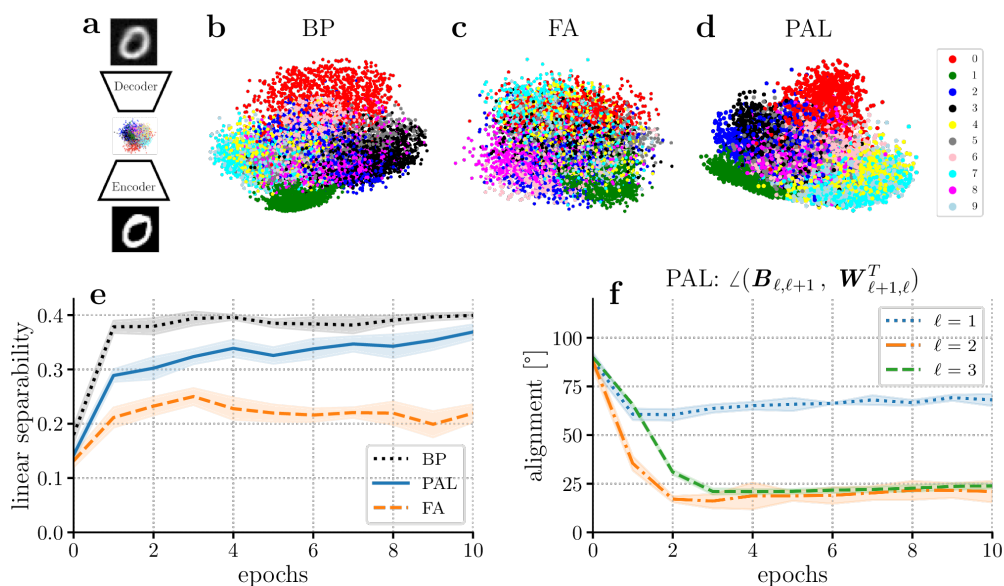 a
Decoder
Encoder
b BP
c FA
d PAL
0
1
2
3
4
5
6
7
8
9
e
linear separability
0.4
0.3
0.2
0.1
0.0
0 2 4 6 8 10
epochs
BP
PAL
FA
f
PAL: ∠(B_{ℓ,ℓ+1} , W^T_{ℓ+1,ℓ})
alignment [°]
100
75
50
25
0
0 2 4 6 8 10
epochs
ℓ = 1
ℓ = 2
ℓ = 3